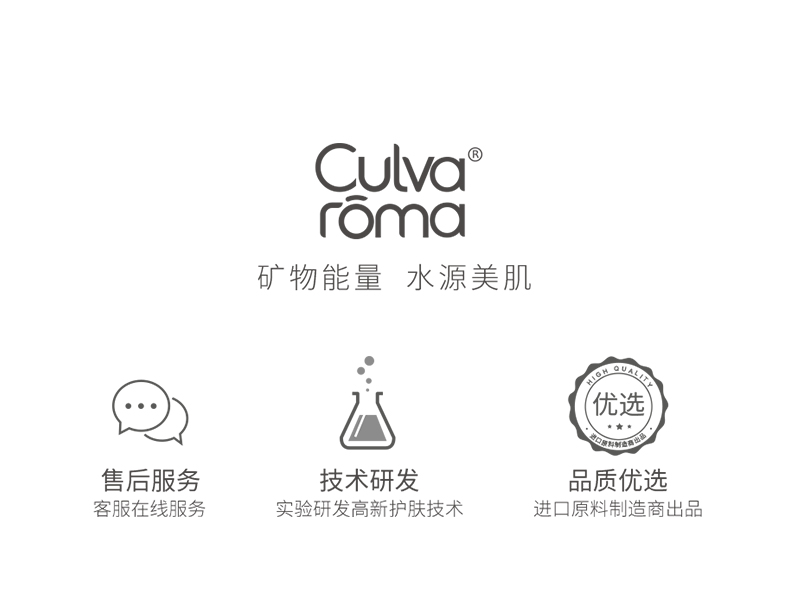 Culva®
rōma
矿物能量 水源美肌
HIGH QUALITY
优选
进口原料制造商出品
售后服务
技术研发
品质优选
客服在线服务
实验研发高新护肤技术
进口原料制造商出品